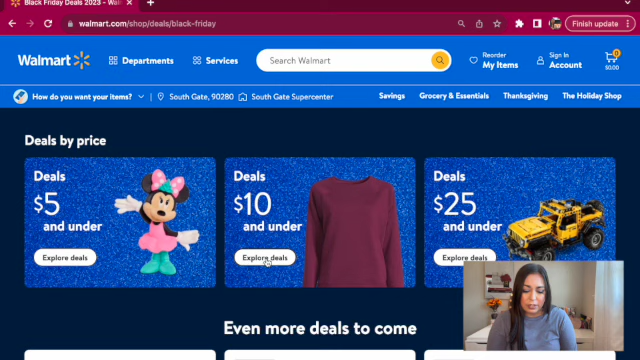 Black Friday Deals 2023 – Waln
walmart.com/shop/deals/black-friday
Finish update
Walmart
Departments
Services
Search Walmart
Reorder
My Items
Sign In
Account
0
$0.00
How do you want your items?
South Gate, 90280
South Gate Supercenter
Savings
Grocery & Essentials
Thanksgiving
The Holiday Shop
Deals by price
Deals
$5
and under
Explore deals
Deals
$10
and under
Explore deals
Deals
$25
and under
Explore deals
Even more deals to come